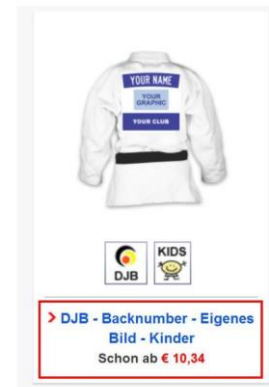 YOUR NAME
YOUR
GRAPHIC
YOUR CLUB
DJB
KIDS
> DJB - Backnumber - Eigenes
Bild - Kinder
Schon ab € 10,34